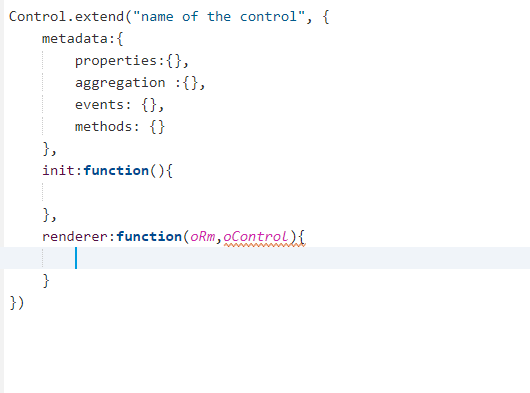 Control.extend("name of the control", {
metadata:{
properties:{},
aggregation :{},
events: {},
methods: {}
},
init:function(){
},
renderer:function(oRm,oControl){
}
})